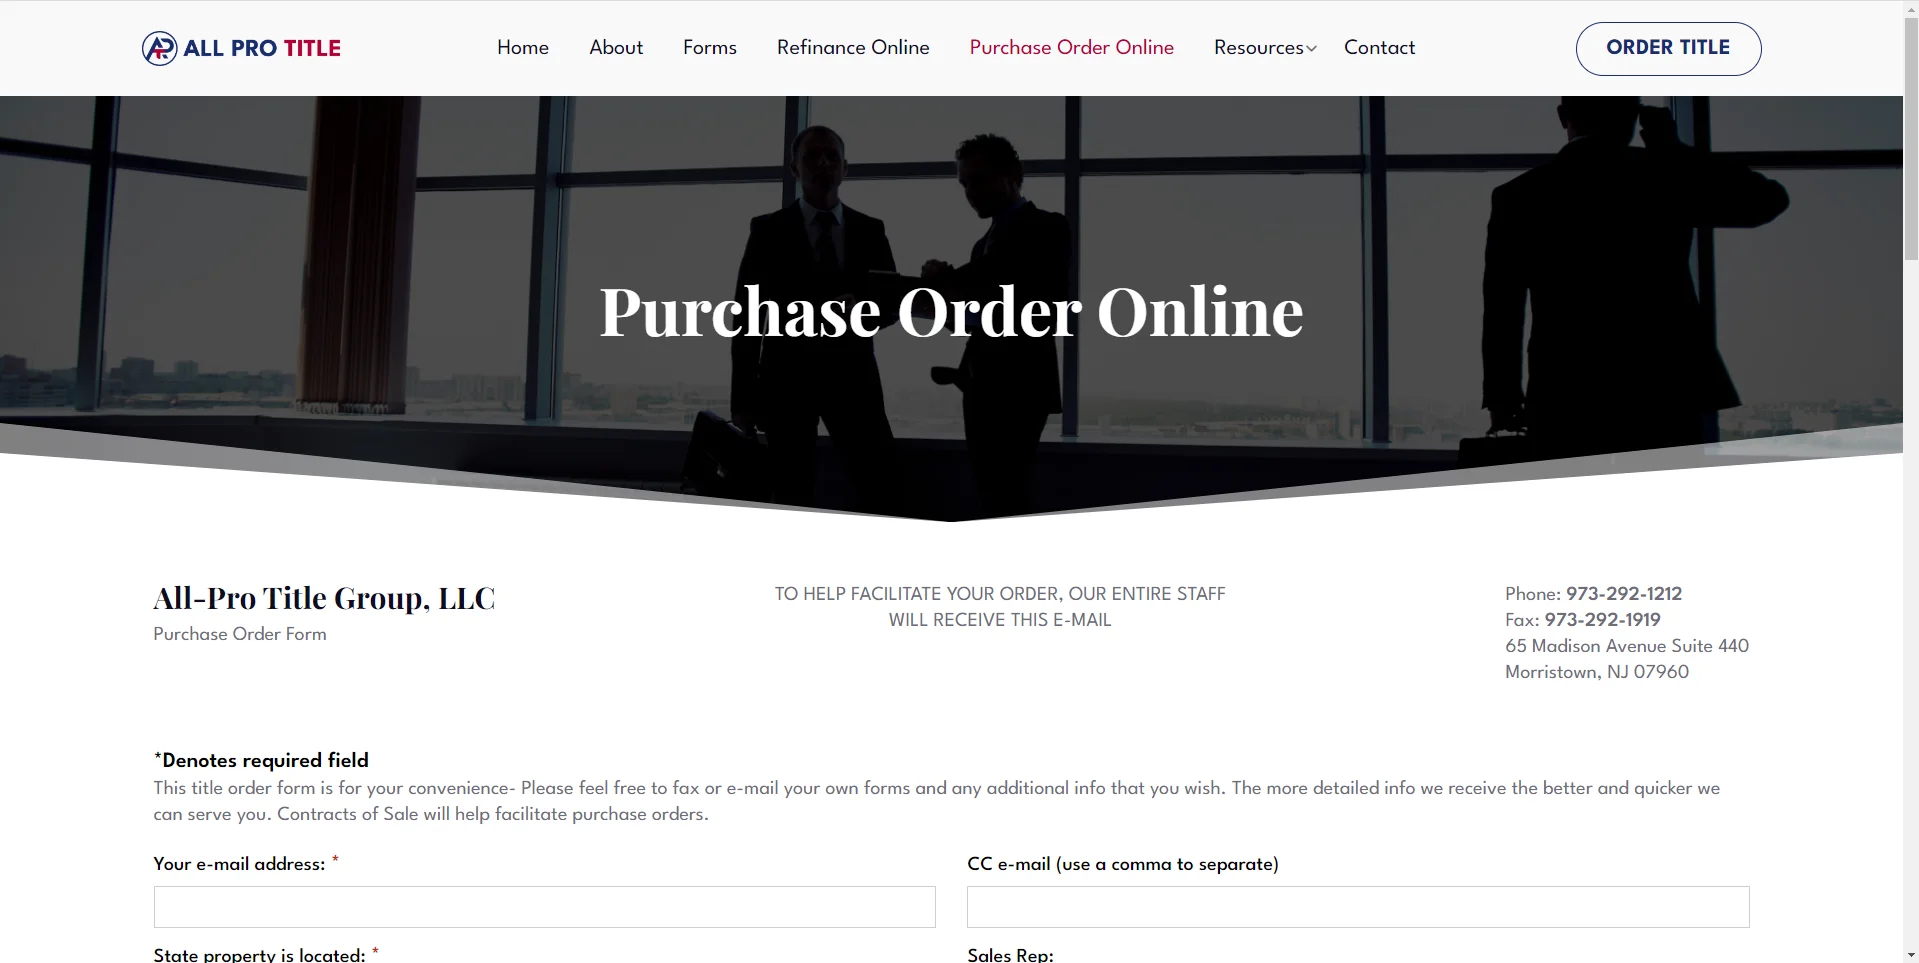 ALL PRO TITLE
Home
About
Forms
Refinance Online
Purchase Order Online
Resources
Contact
ORDER TITLE
Purchase Order Online
All-Pro Title Group, LLC
Purchase Order Form
TO HELP FACILITATE YOUR ORDER, OUR ENTIRE STAFF
WILL RECEIVE THIS E-MAIL
Phone: 973-292-1212
Fax: 973-292-1919
65 Madison Avenue Suite 440
Morristown, NJ 07960
*Denotes required field
This title order form is for your convenience- Please feel free to fax or e-mail your own forms and any additional info that you wish. The more detailed info we receive the better and quicker we
can serve you. Contracts of Sale will help facilitate purchase orders.
Your e-mail address: *
CC e-mail (use a comma to separate)
State property is located: *
Sales Rep: